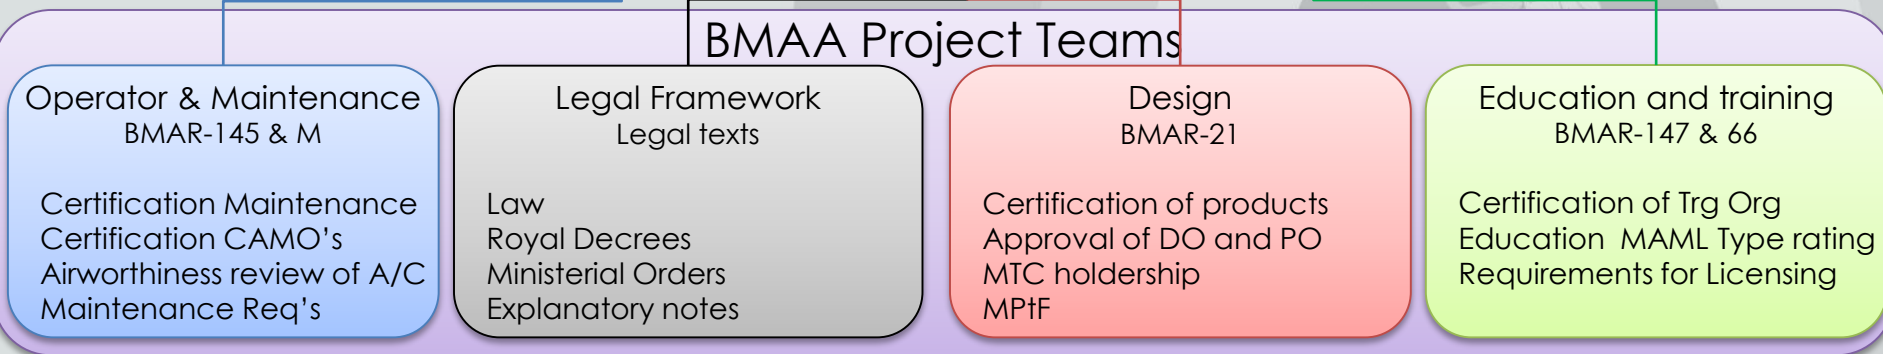 BMAA Project Teams
Operator & Maintenance
BMAR-145 & M
Certification Maintenance
Certification CAMO's
Airworthiness review of A/C
Maintenance Req's
Legal Framework
Legal texts
Law
Royal Decrees
Ministerial Orders
Explanatory notes
Design
BMAR-21
Certification of products
Approval of DO and PO
MTC holdership
MPtF
Education and training
BMAR-147 & 66
Certification of Trg Org
Education  MAML Type rating
Requirements for Licensing